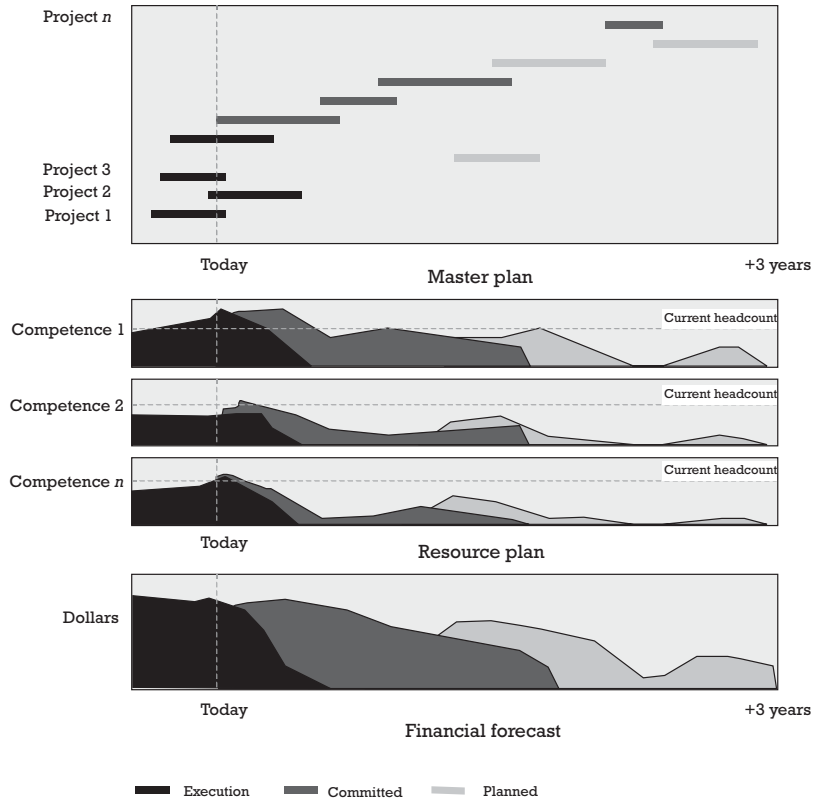 Project n
Project 3
Project 2
Project 1
Today
+3 years
Master plan
Competence 1
Current headcount
Competence 2
Current headcount
Competence n
Current headcount
Today
Resource plan
Dollars
Today
+3 years
Financial forecast
Execution
Committed
Planned